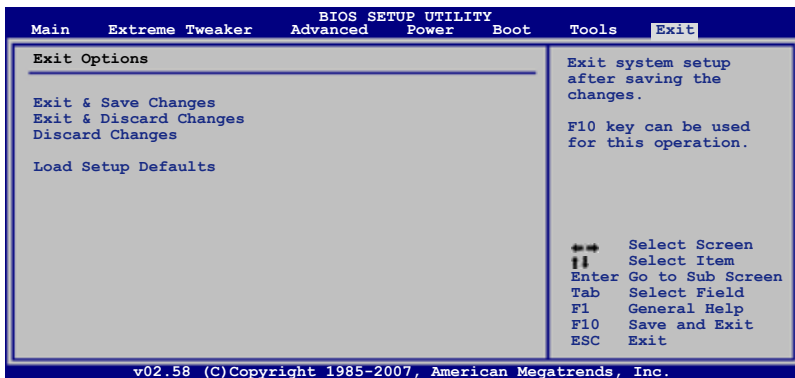 BIOS SETUP UTILITY
Main Extreme Tweaker Advanced Power Boot Tools Exit
Exit Options
Exit & Save Changes
Exit & Discard Changes
Discard Changes
Load Setup Defaults
Exit system setup
after saving the
changes.
F10 key can be used
for this operation.
←→ Select Screen
↑↓ Select Item
Enter Go to Sub Screen
Tab Select Field
F1 General Help
F10 Save and Exit
ESC Exit
v02.58 (C)Copyright 1985-2007, American Megatrends, Inc.